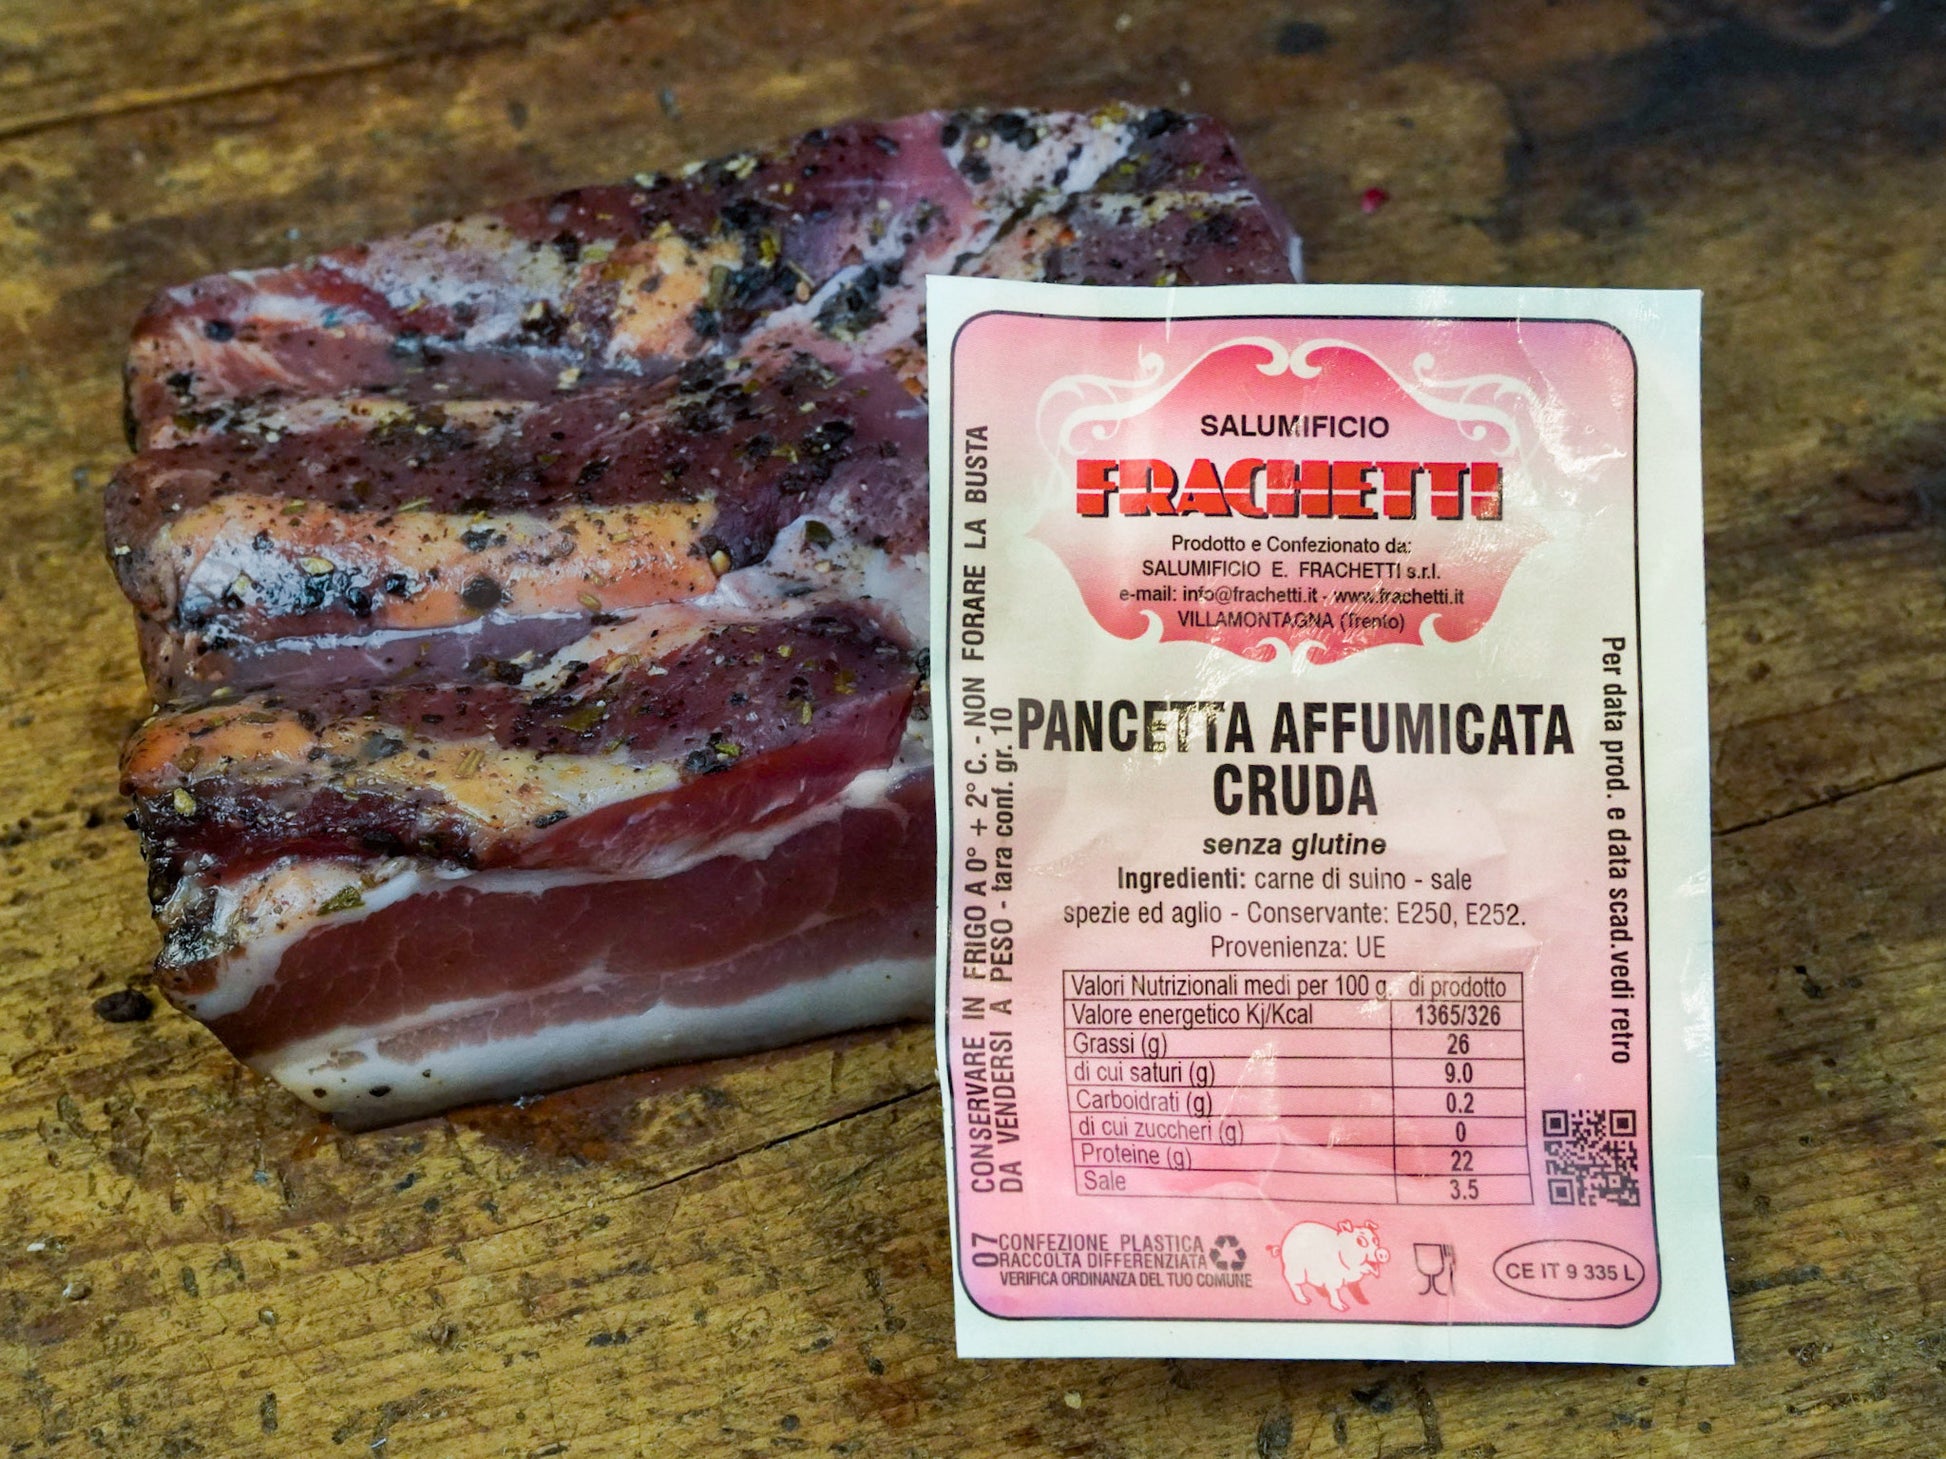 SALUMIFICIO
FRACHETTI
Prodotto e Confezionato da:
SALUMIFICIO E. FRACHETTI s.r.l.
e-mail: info@frachetti.it - www.frachetti.it
VILLAMONTAGNA (Trento)
PANCETTA AFFUMICATA
CRUDA
senza glutine
Ingredienti: carne di suino - sale
spezie ed aglio - Conservante: E250, E252.
Provenienza: UE
Valori Nutrizionali medi per 100 g di prodotto
Valore energetico Kj/Kcal 1365/326
Grassi (g) 26
di cui saturi (g) 9.0
Carboidrati (g) 0.2
di cui zuccheri (g) 0
Proteine (g) 22
Sale 3.5
CONSERVARE IN FRIGO A 0° + 2° C. - NON FORARE LA BUSTA
DA VENDERSI A PESO - tara conf. gr. 10
Per data prod. e data scad.vedi retro
07
CONFEZIONE PLASTICA
RACCOLTA DIFFERENZIATA
VERIFICA ORDINANZA DEL TUO COMUNE
CE IT 9 335 L